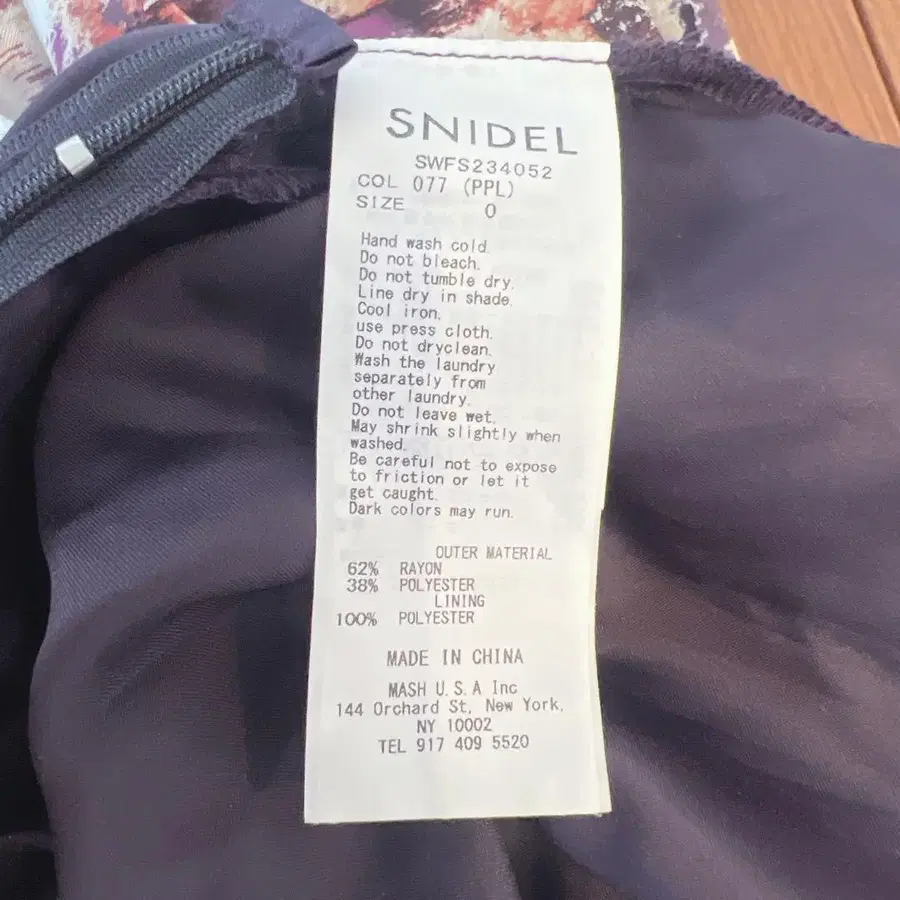 SNIDEL
SWFS234052
COL 077 (PPL)
SIZE 0
Hand wash cold.
Do not bleach.
Do not tumble dry.
Line dry in shade.
Cool iron,
use press cloth.
Do not dryclean.
Wash the laundry
separately from
other laundry.
Do not leave wet.
May shrink slightly when
washed.
Be careful not to expose
to friction or let it
get caught.
Dark colors may run.
OUTER MATERIAL
62% RAYON
38% POLYESTER
LINING
100% POLYESTER
MADE IN CHINA
MASH U.S.A Inc
144 Orchard St, New York,
NY 10002
TEL 917 409 5520